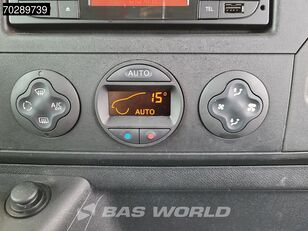 70289739
TEL
AUTO
A/C
15°
AUTO
BAS WORLD